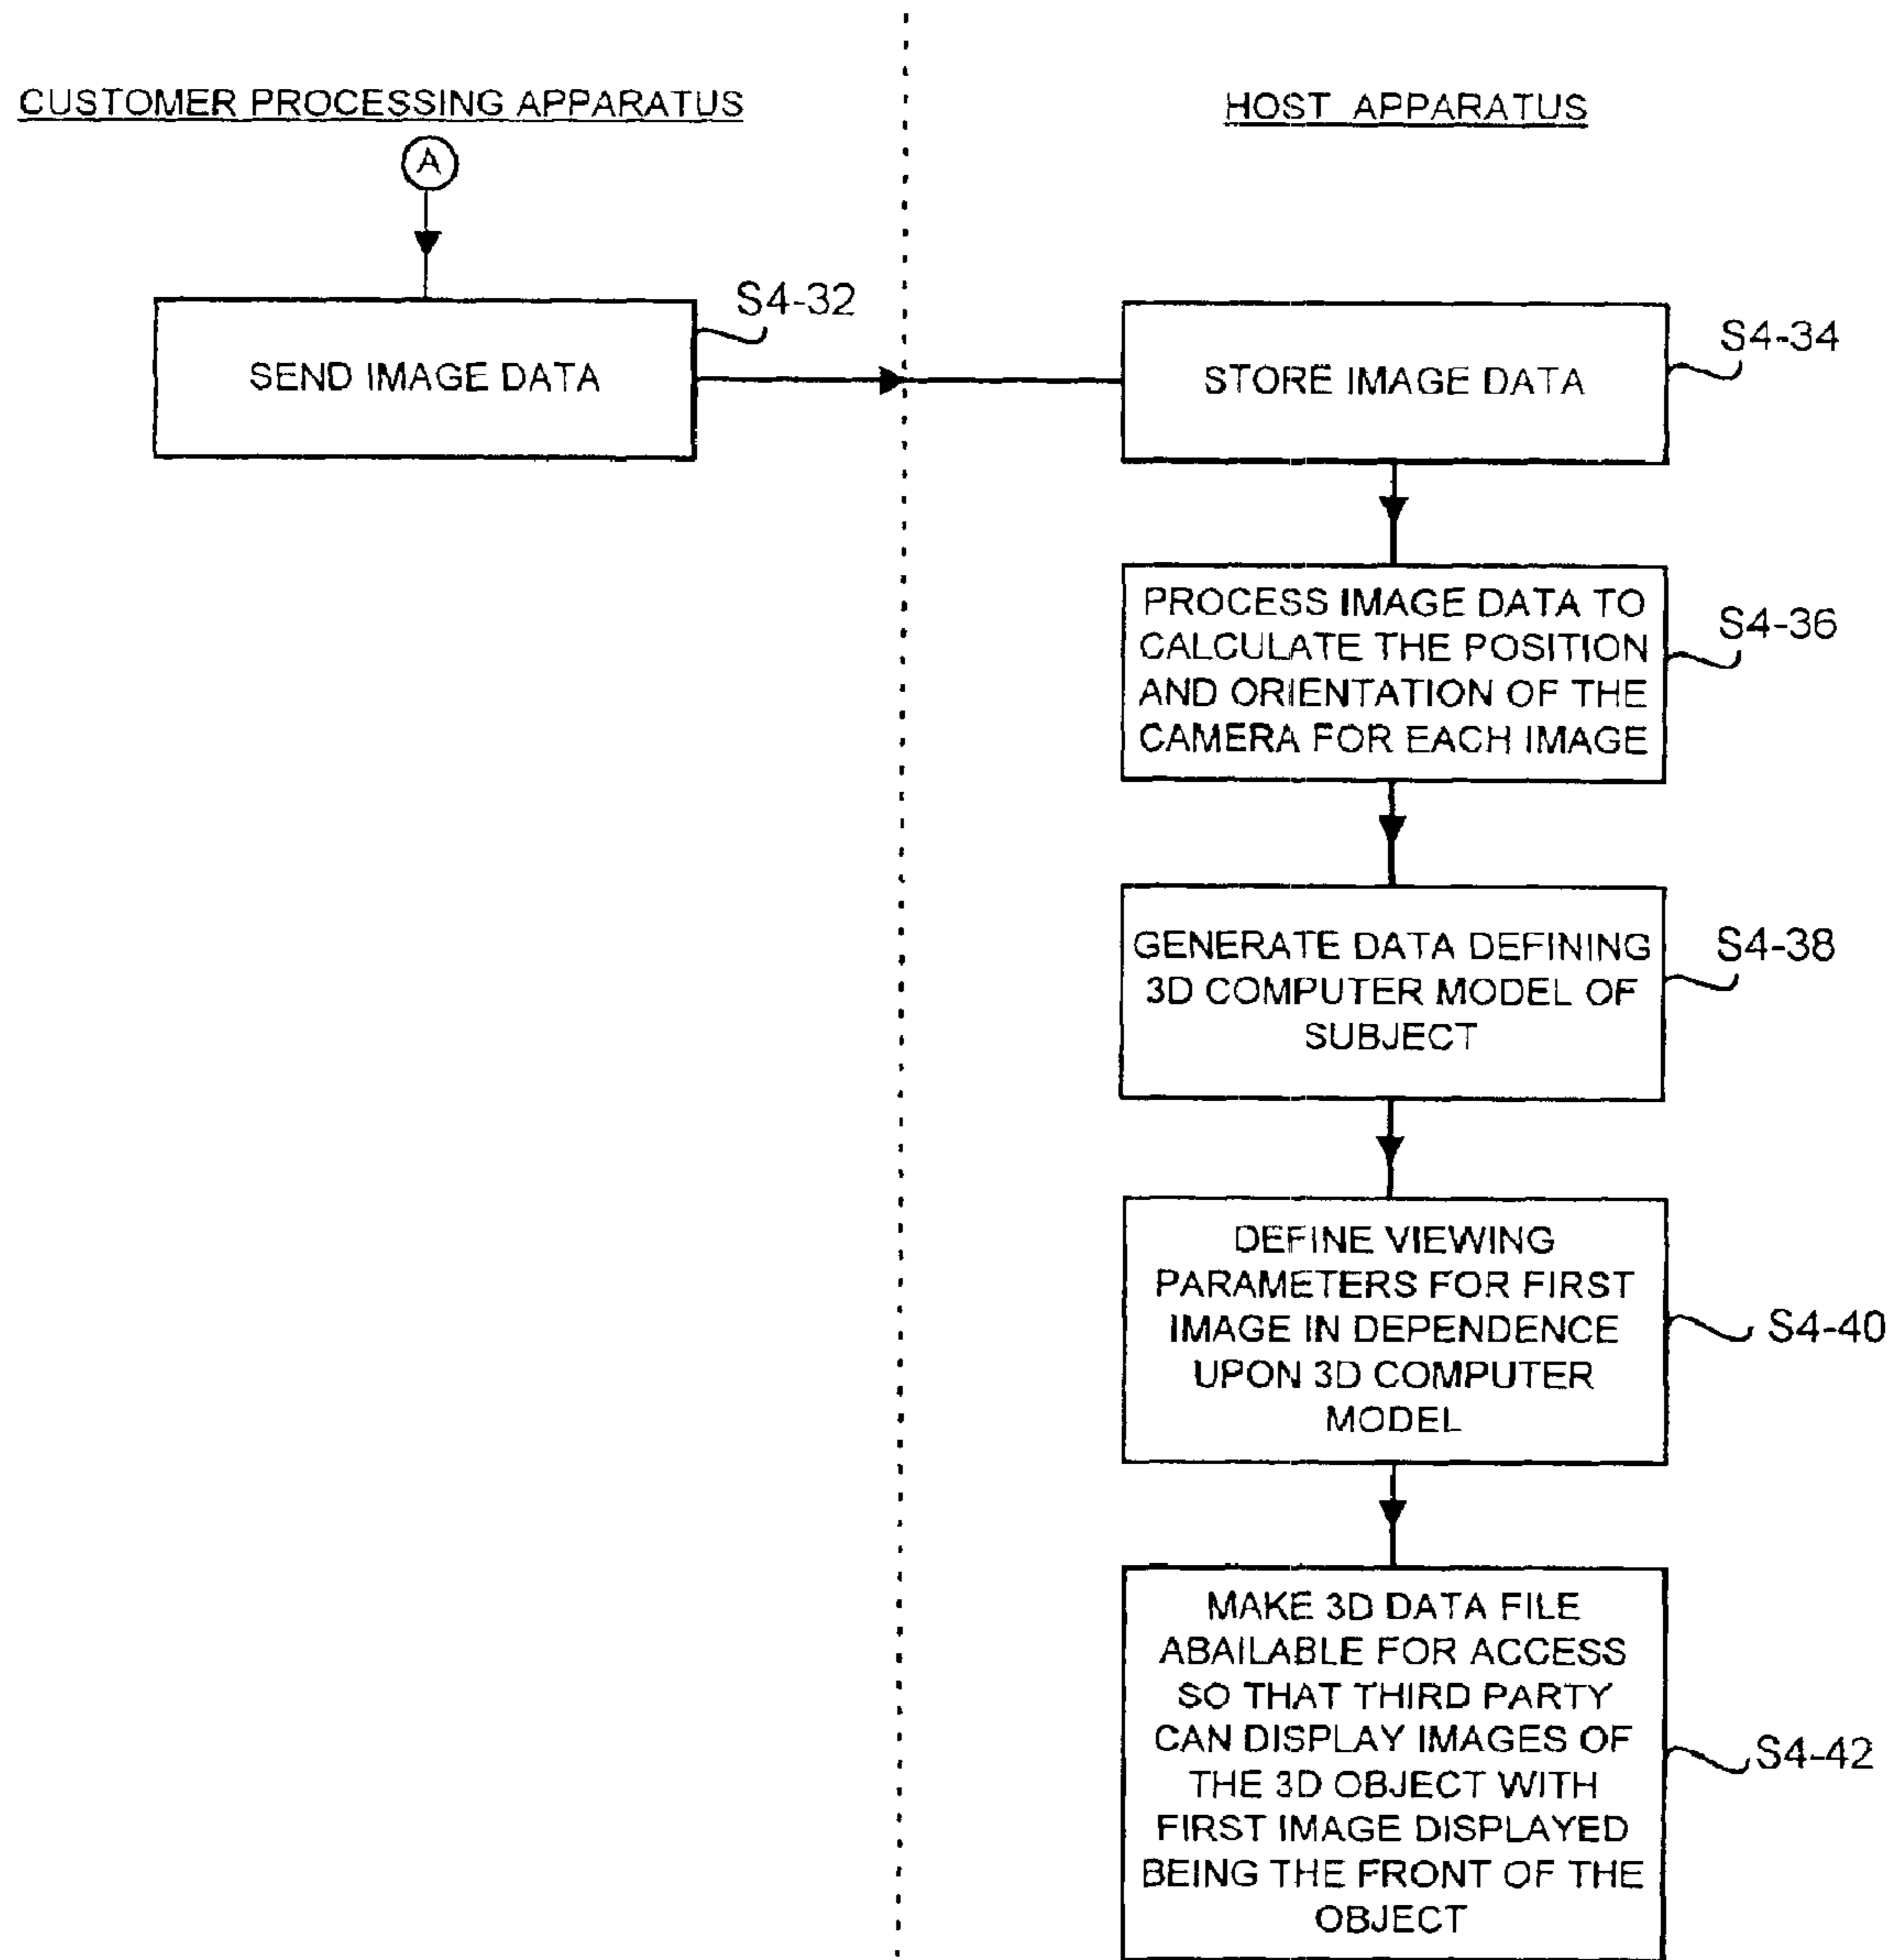 CUSTOMER PROCESSING APPARATUS
HOST APPARATUS
A
S4-32
SEND IMAGE DATA
S4-34
STORE IMAGE DATA
S4-36
PROCESS IMAGE DATA TO
CALCULATE THE POSITION
AND ORIENTATION OF THE
CAMERA FOR EACH IMAGE
S4-38
GENERATE DATA DEFINING
3D COMPUTER MODEL OF
SUBJECT
S4-40
DEFINE VIEWING
PARAMETERS FOR FIRST
IMAGE IN DEPENDENCE
UPON 3D COMPUTER
MODEL
S4-42
MAKE 3D DATA FILE
ABAILABLE FOR ACCESS
SO THAT THIRD PARTY
CAN DISPLAY IMAGES OF
THE 3D OBJECT WITH
FIRST IMAGE DISPLAYED
BEING THE FRONT OF THE
OBJECT